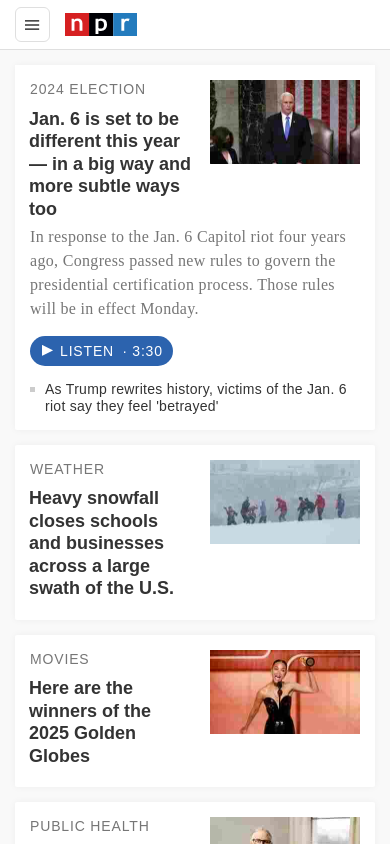 npr
2024 ELECTION
Jan. 6 is set to be
different this year
— in a big way and
more subtle ways
too
In response to the Jan. 6 Capitol riot four years
ago, Congress passed new rules to govern the
presidential certification process. Those rules
will be in effect Monday.
LISTEN · 3:30
As Trump rewrites history, victims of the Jan. 6
riot say they feel 'betrayed'
WEATHER
Heavy snowfall
closes schools
and businesses
across a large
swath of the U.S.
MOVIES
Here are the
winners of the
2025 Golden
Globes
PUBLIC HEALTH